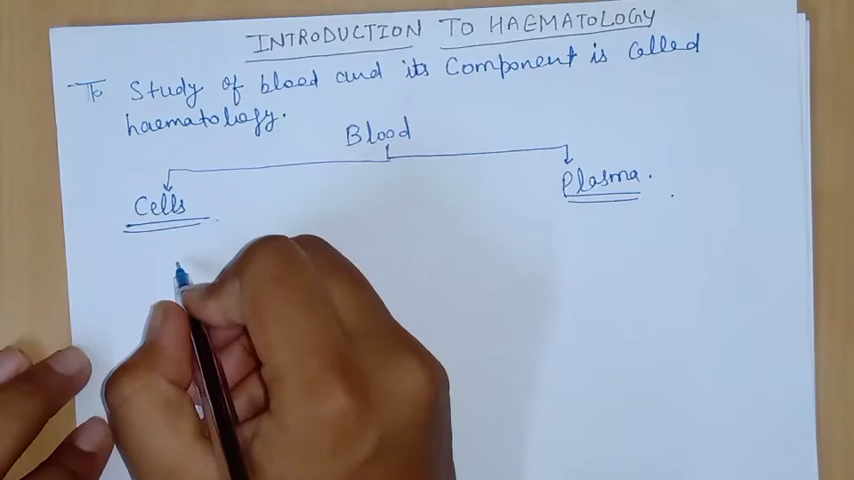 INTRODUCTION TO HAEMATOLOGY
→ To Study of blood and its Component is called
haematology.
Blood
Cells
Plasma.